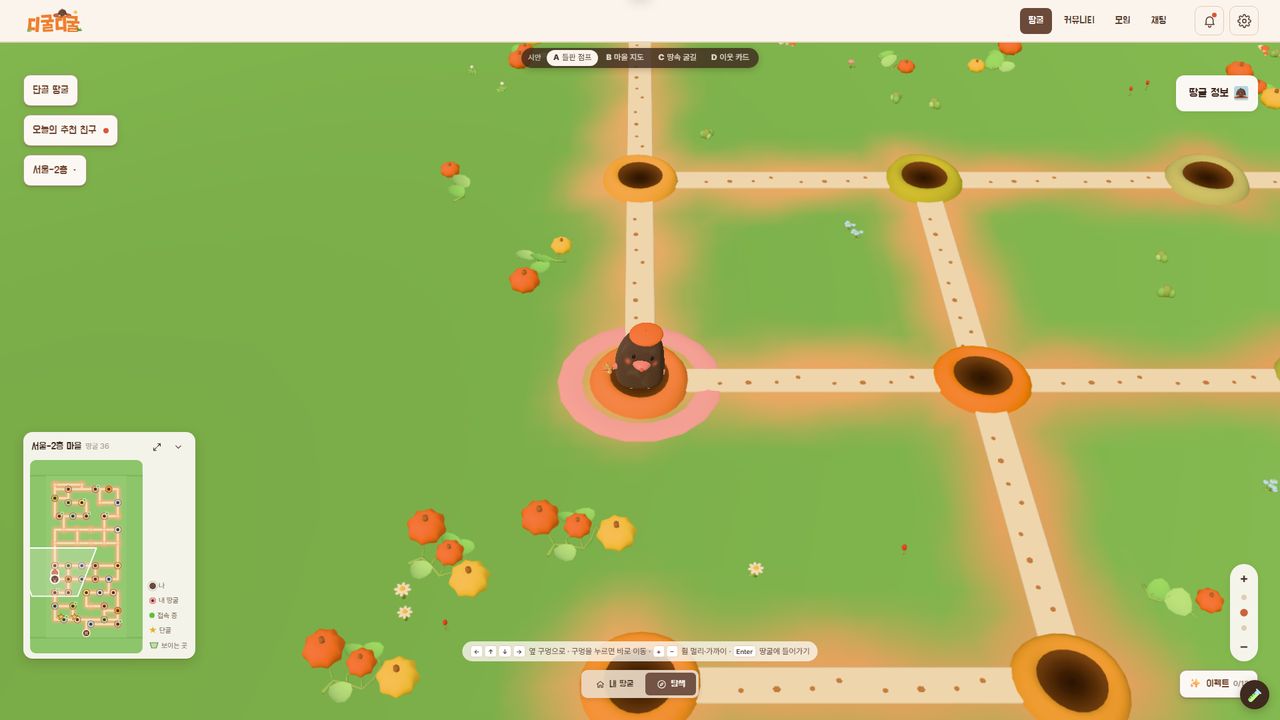 디굴디굴
땅굴
커뮤니티
모임
채팅
시안 A 들판 점프 B 마을 지도 C 땅속 굴길 D 이웃 카드
단골 땅굴
오늘의 추천 친구
서울-2층 ·
땅굴 정보
서울-2층 마을 땅굴 36
나
내 땅굴
접속 중
단골
보이는 곳
← ↑ ↓ → 옆 구멍으로 · 구멍을 누르면 바로 이동 · + − 휠 멀리·가까이 · Enter 땅굴에 들어가기
내 땅굴
탐색
+
−
이펙트